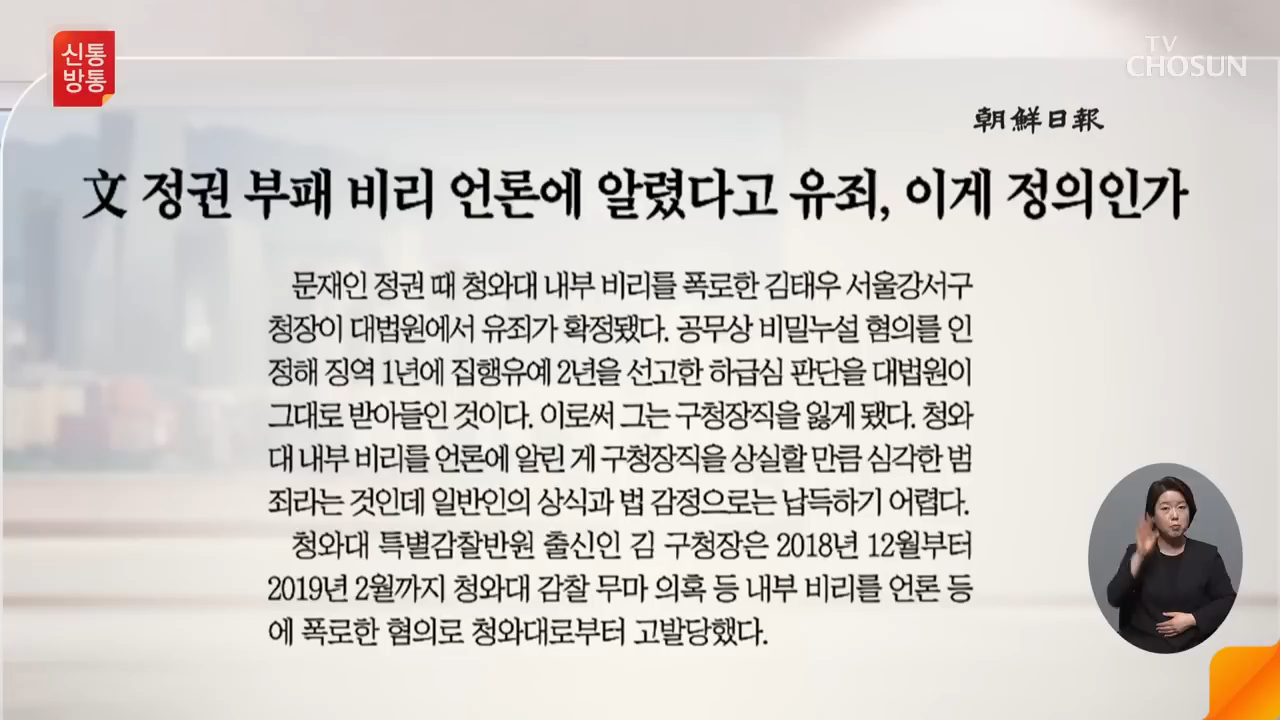 신통
방통
TV
CHOSUN
朝鮮日報
文 정권 부패 비리 언론에 알렸다고 유죄, 이게 정의인가
문재인 정권 때 청와대 내부 비리를 폭로한 김태우 서울강서구
청장이 대법원에서 유죄가 확정됐다. 공무상 비밀누설 혐의를 인
정해 징역 1년에 집행유예 2년을 선고한 하급심 판단을 대법원이
그대로 받아들인 것이다. 이로써 그는 구청장직을 잃게 됐다. 청와
대 내부 비리를 언론에 알린 게 구청장직을 상실할 만큼 심각한 범
죄라는 것인데 일반인의 상식과 법 감정으로는 납득하기 어렵다.
청와대 특별감찰반원 출신인 김 구청장은 2018년 12월부터
2019년 2월까지 청와대 감찰 무마 의혹 등 내부 비리를 언론 등
에 폭로한 혐의로 청와대로부터 고발당했다.